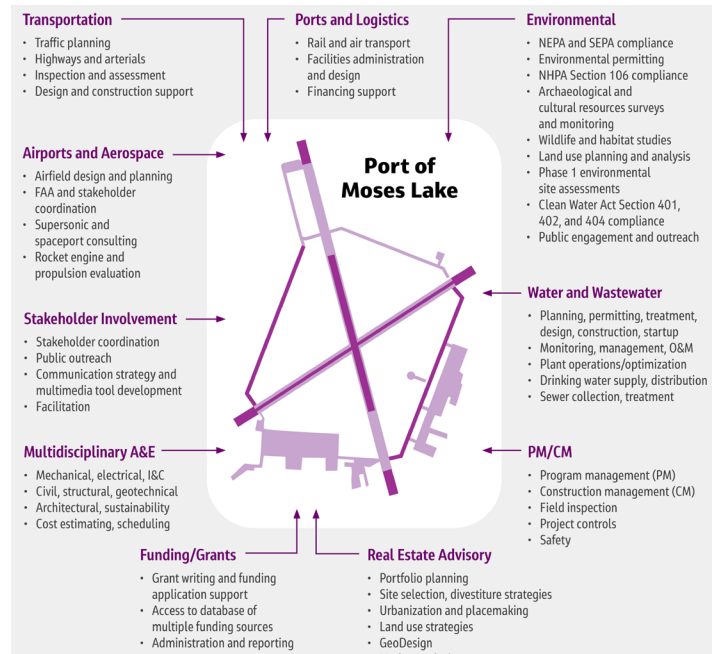 Transportation
• Traffic planning
• Highways and arterials
• Inspection and assessment
• Design and construction support
Ports and Logistics
• Rail and air transport
• Facilities administration
and design
• Financing support
Environmental
• NEPA and SEPA compliance
• Environmental permitting
• NHPA Section 106 compliance
• Archaeological and
cultural resources surveys
and monitoring
• Wildlife and habitat studies
• Land use planning and analysis
• Phase 1 environmental
site assessments
• Clean Water Act Section 401,
402, and 404 compliance
• Public engagement and outreach
Airports and Aerospace
• Airfield design and planning
• FAA and stakeholder
coordination
• Supersonic and
spaceport consulting
• Rocket engine and
propulsion evaluation
Port of
Moses Lake
Stakeholder Involvement
• Stakeholder coordination
• Public outreach
• Communication strategy and
multimedia tool development
• Facilitation
Water and Wastewater
• Planning, permitting, treatment,
design, construction, startup
• Monitoring, management, O&M
• Plant operations/optimization
• Drinking water supply, distribution
• Sewer collection, treatment
Multidisciplinary A&E
• Mechanical, electrical, I&C
• Civil, structural, geotechnical
• Architectural, sustainability
• Cost estimating, scheduling
PM/CM
• Program management (PM)
• Construction management (CM)
• Field inspection
• Project controls
• Safety
Funding/Grants
• Grant writing and funding
application support
• Access to database of
multiple funding sources
• Administration and reporting
Real Estate Advisory
• Portfolio planning
• Site selection, divestiture strategies
• Urbanization and placemaking
• Land use strategies
• GeoDesign